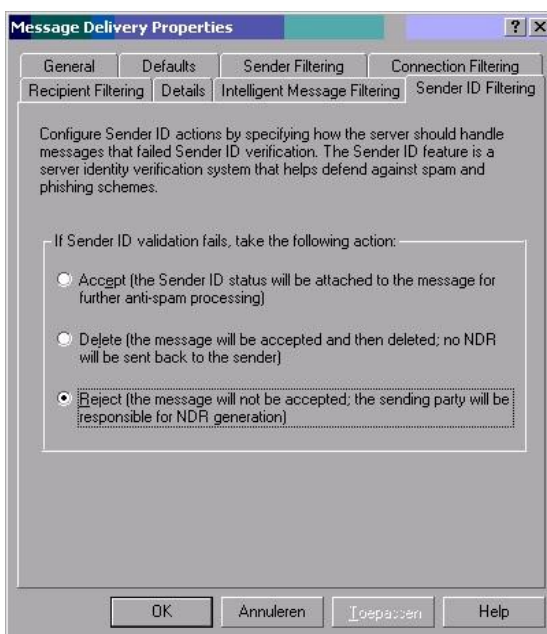 Message Delivery Properties
General Defaults Sender Filtering Connection Filtering
Recipient Filtering Details Intelligent Message Filtering Sender ID Filtering
Configure Sender ID actions by specifying how the server should handle
messages that failed Sender ID verification. The Sender ID feature is a
server identity verification system that helps defend against spam and
phishing schemes.
If Sender ID validation fails, take the following action:
Accept (the Sender ID status will be attached to the message for
further anti-spam processing)
Delete (the message will be accepted and then deleted; no NDR
will be sent back to the sender)
Reject (the message will not be accepted; the sending party will be
responsible for NDR generation)
OK Annuleren Toepassen Help